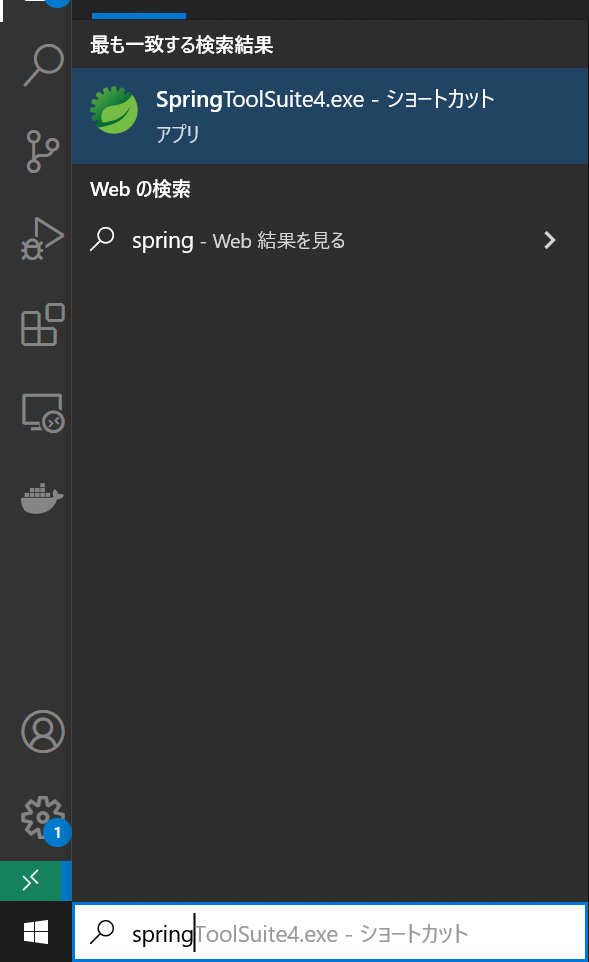 最も一致する検索結果
SpringToolSuite4.exe - ショートカット
アプリ
Web の検索
spring - Web 結果を見る
1
springToolSuite4.exe - ショートカット